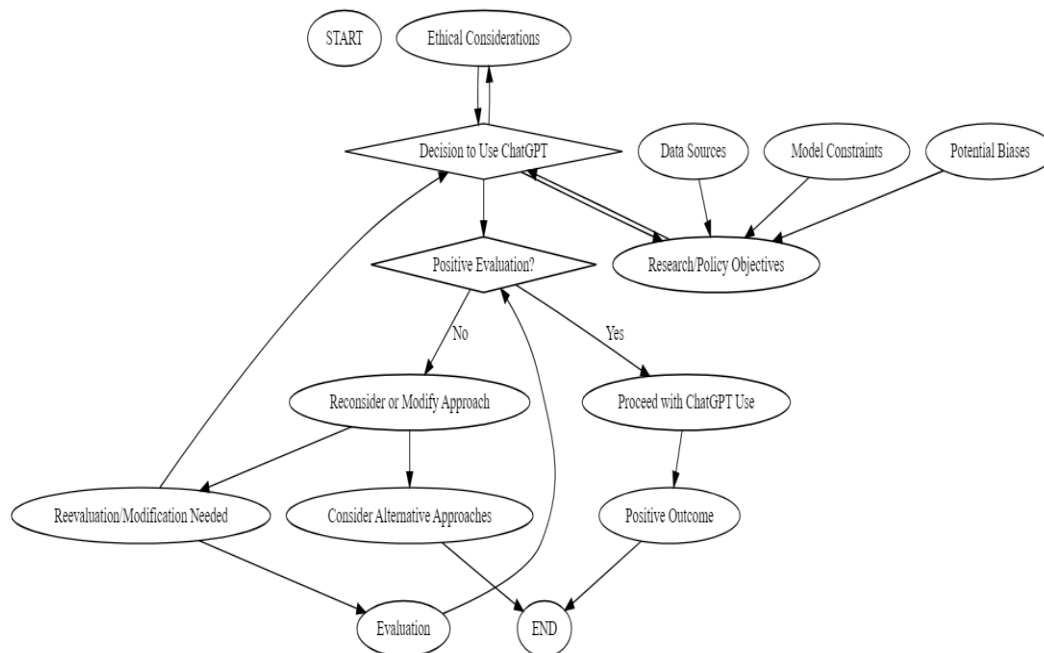 START
Ethical Considerations
Decision to Use ChatGPT
Data Sources
Model Constraints
Potential Biases
Positive Evaluation?
Research/Policy Objectives
No
Yes
Reconsider or Modify Approach
Proceed with ChatGPT Use
Reevaluation/Modification Needed
Consider Alternative Approaches
Positive Outcome
Evaluation
END